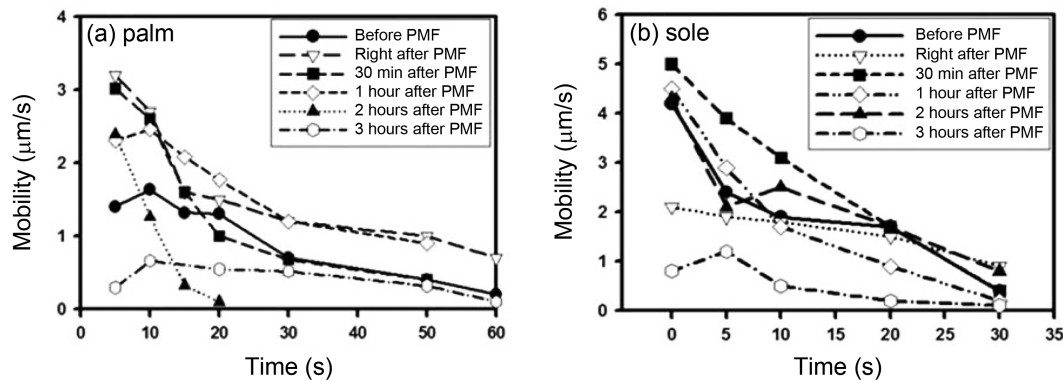 (a) palm
Before PMF
Right after PMF
30 min after PMF
1 hour after PMF
2 hours after PMF
3 hours after PMF
Mobility (μm/s)
4
3
2
1
0
0 10 20 30 40 50 60
Time (s)
(b) sole
Before PMF
Right after PMF
30 min after PMF
1 hour after PMF
2 hours after PMF
3 hours after PMF
Mobility (μm/s)
6
5
4
3
2
1
0
0 5 10 15 20 25 30 35
Time (s)